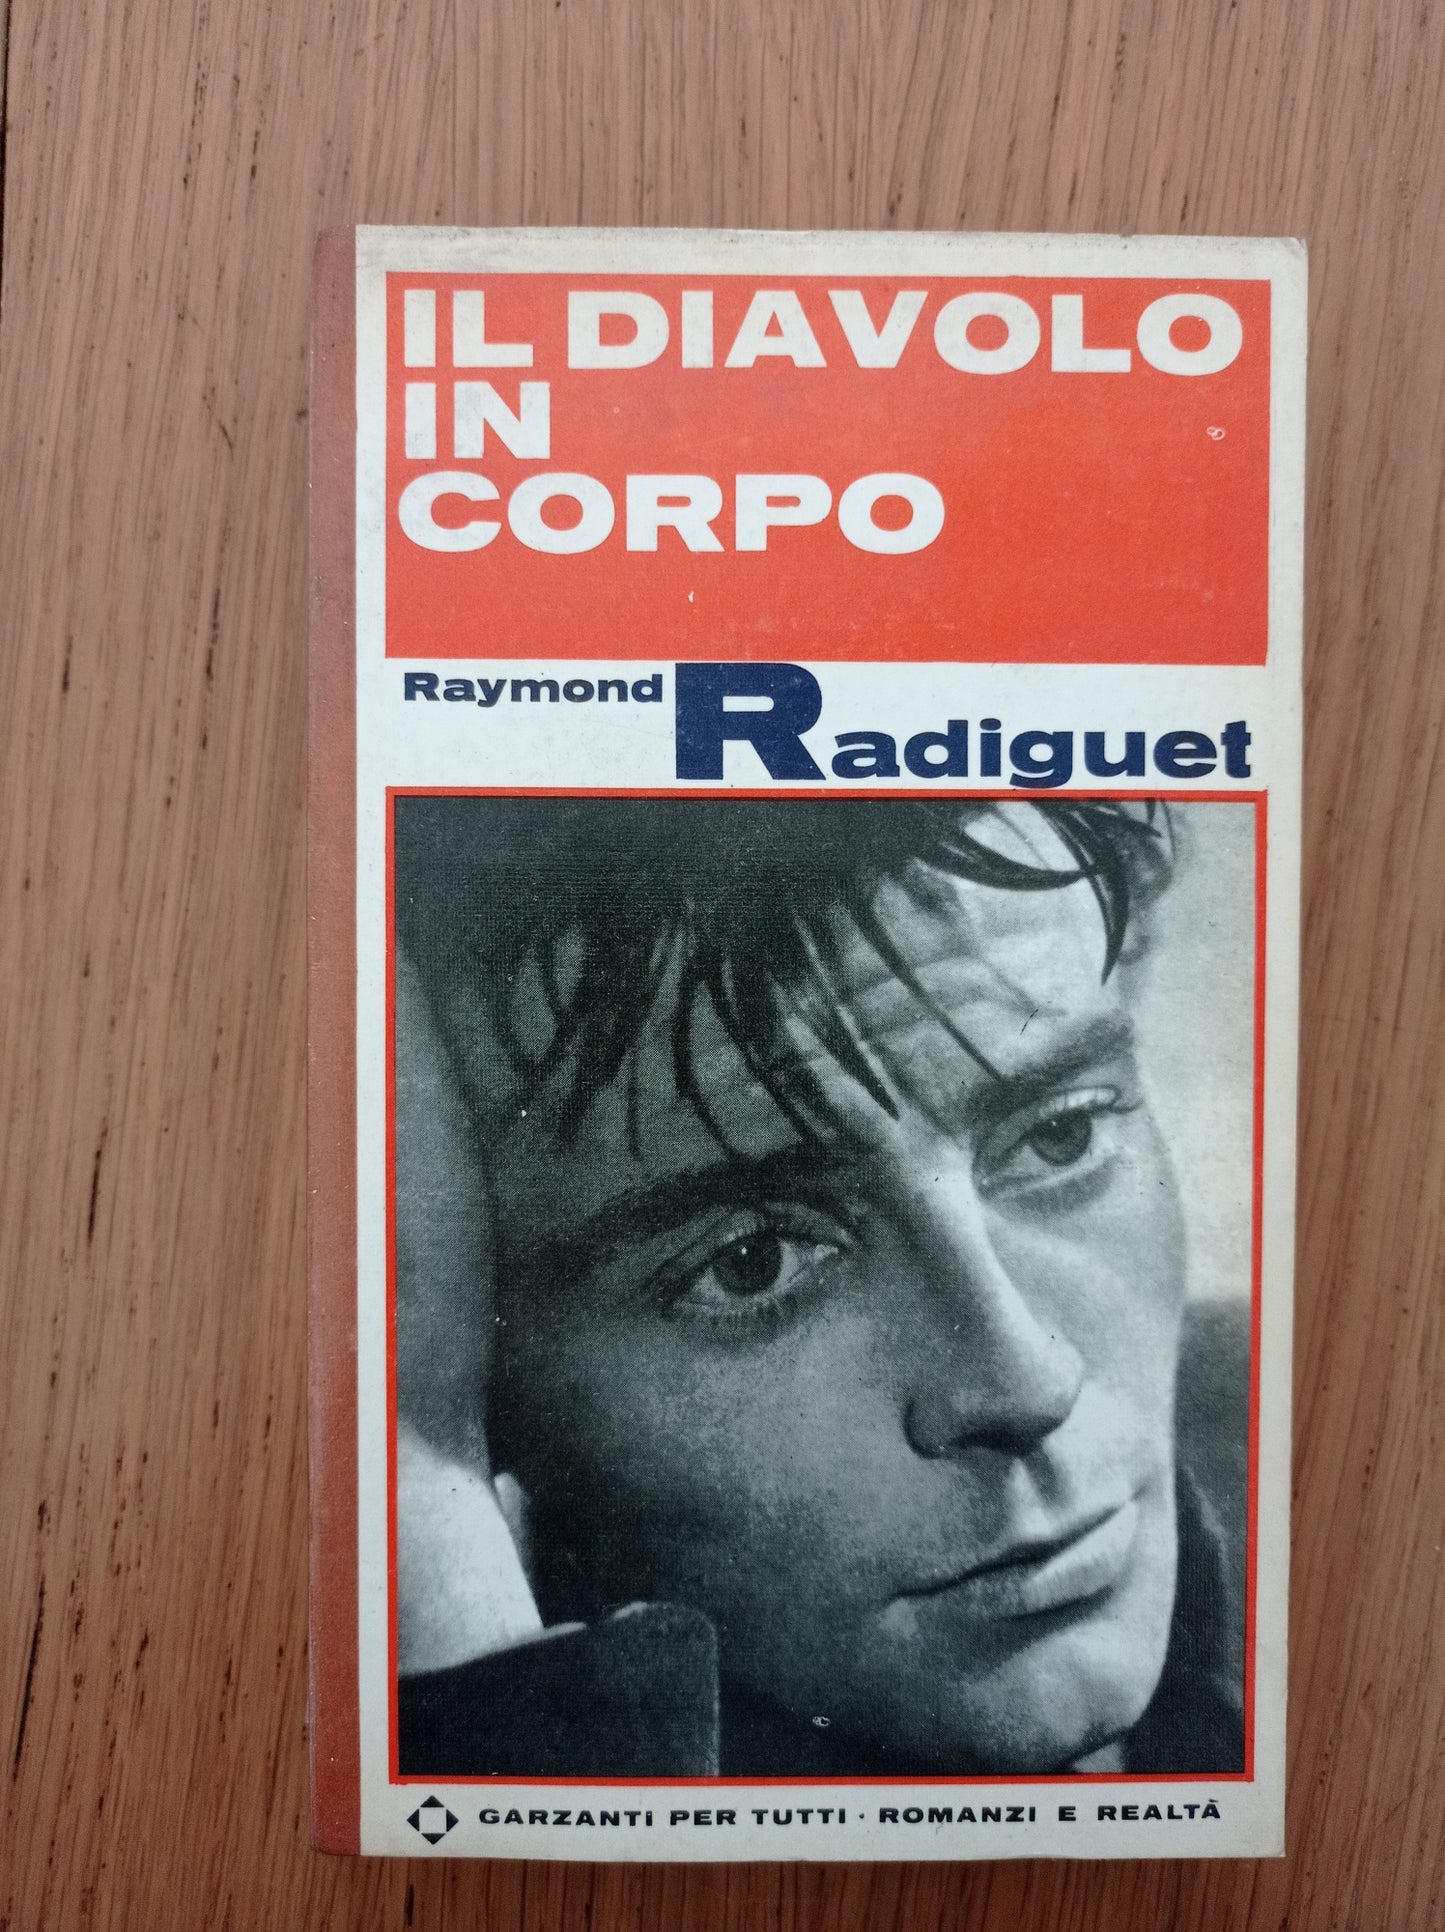 IL DIAVOLO
IN
CORPO
Raymond Radiguet
GARZANTI PER TUTTI · ROMANZI E REALTÀ